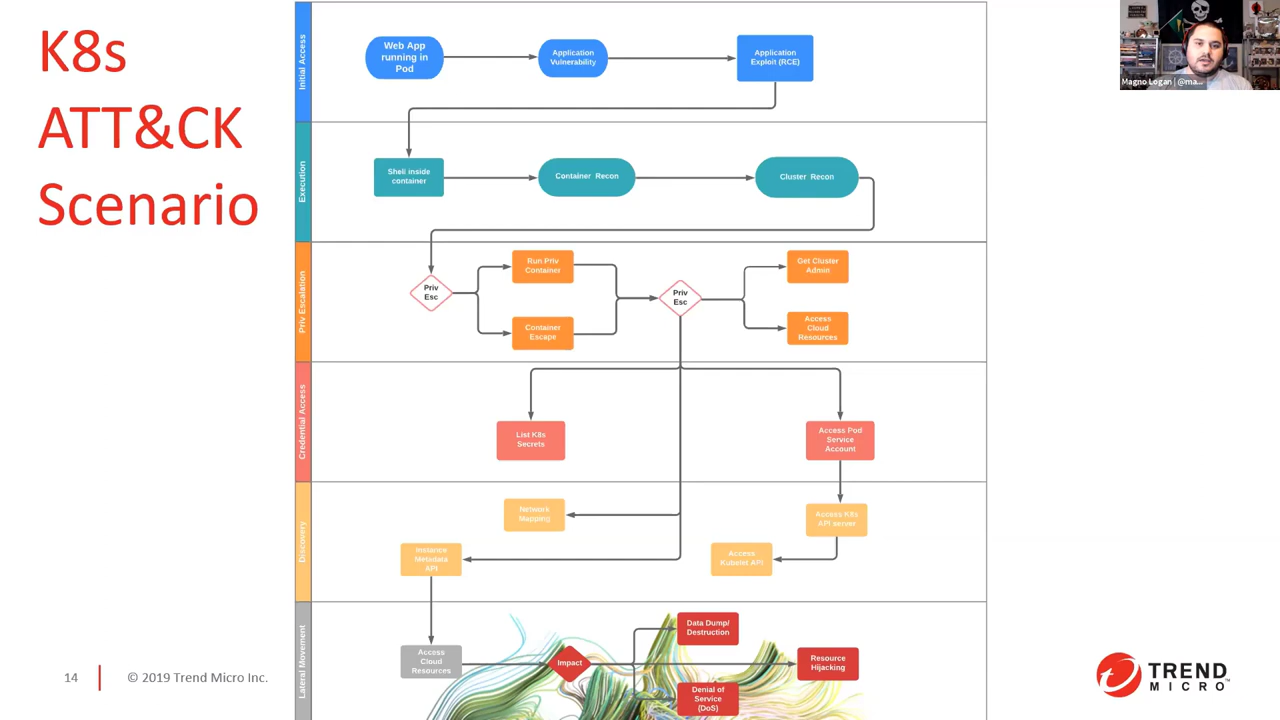 K8s
ATT&CK
Scenario
Initial Access
Web App
running in
Pod
Application
Vulnerability
Application
Exploit (RCE)
Magno Logan | @ma...
Execution
Shell inside
container
Container Recon
Cluster Recon
Priv Escalation
Priv
Esc
Run Priv
Container
Container
Escape
Priv
Esc
Get Cluster
Admin
Access
Cloud
Resources
Credential Access
List K8s
Secrets
Access Pod
Service
Account
Discovery
Network
Mapping
Access K8s
API server
Instance
Metadata
API
Access
Kubelet API
Lateral Movement
Access
Cloud
Resources
Impact
Data Dump/
Destruction
Resource
Hijacking
Denial of
Service
(DoS)
14
© 2019 Trend Micro Inc.
TREND
MICRO™